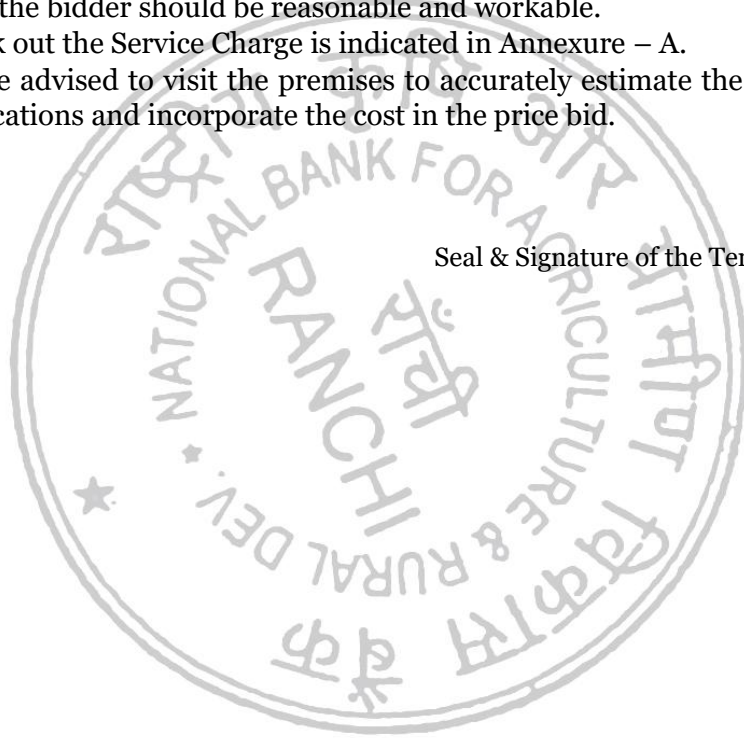 the bidder should be reasonable and workable.
out the Service Charge is indicated in Annexure – A.
advised to visit the premises to accurately estimate the
and incorporate the cost in the price bid.
Seal & Signature of the
राष्ट्रीय कृषि और ग्रामीण विकास बैंक
NATIONAL BANK FOR AGRICULTURE & RURAL DEV.
RANCHI
राँची